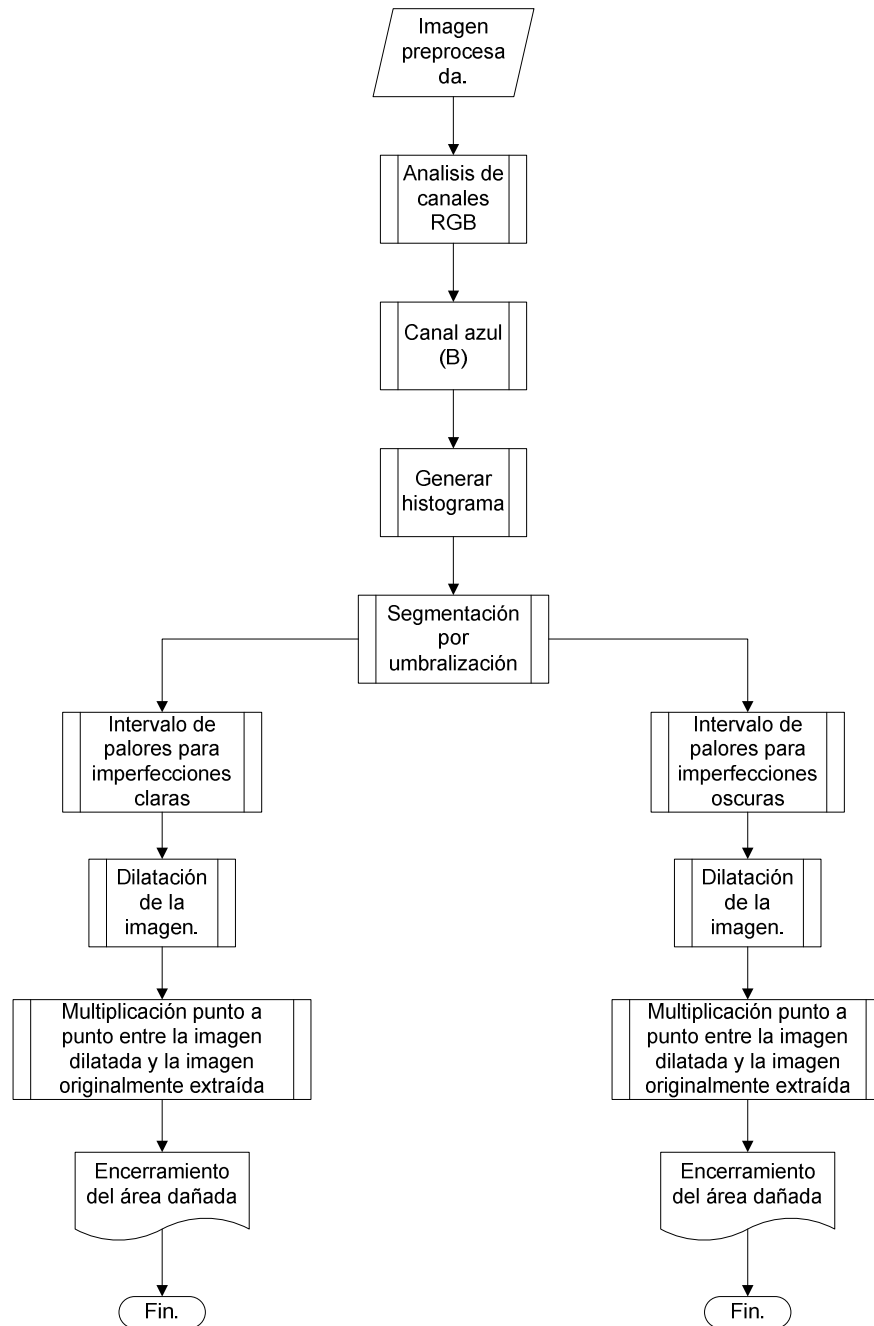 Imagen
preprocesa
da.
Analisis de
canales
RGB
Canal azul
(B)
Generar
histograma
Segmentación
por
umbralización
Intervalo de
palores para
imperfecciones
claras
Intervalo de
palores para
imperfecciones
oscuras
Dilatación
de la
imagen.
Dilatación
de la
imagen.
Multiplicación punto a
punto entre la imagen
dilatada y la imagen
originalmente extraída
Multiplicación punto a
punto entre la imagen
dilatada y la imagen
originalmente extraída
Encerramiento
del área dañada
Encerramiento
del área dañada
Fin.
Fin.